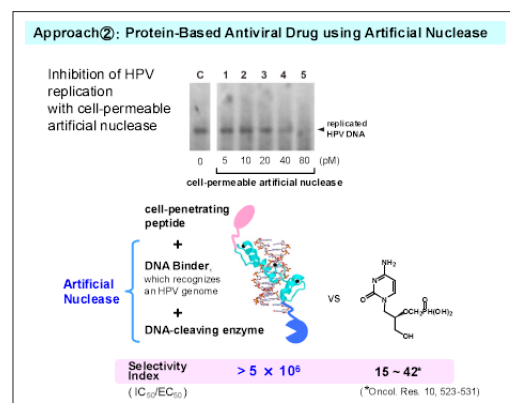 Approach②: Protein-Based Antiviral Drug using Artificial Nuclease
Inhibition of HPV
replication
with cell-permeable
artificial nuclease
C 1 2 3 4 5
replicated
HPV DNA
0 5 10 20 40 80 (pM)
cell-permeable artificial nuclease
cell-penetrating
peptide
+
Artificial
Nuclease
DNA Binder,
which recognizes
an HPV genome
+
DNA-cleaving enzyme
vs
NH₂
N
O
N
O
OCH₂P(OH)₂
OH
Selectivity
Index
(IC₅₀/EC₅₀)
> 5 × 10⁶
15 ~ 42*
(*Oncol. Res. 10, 523-531)